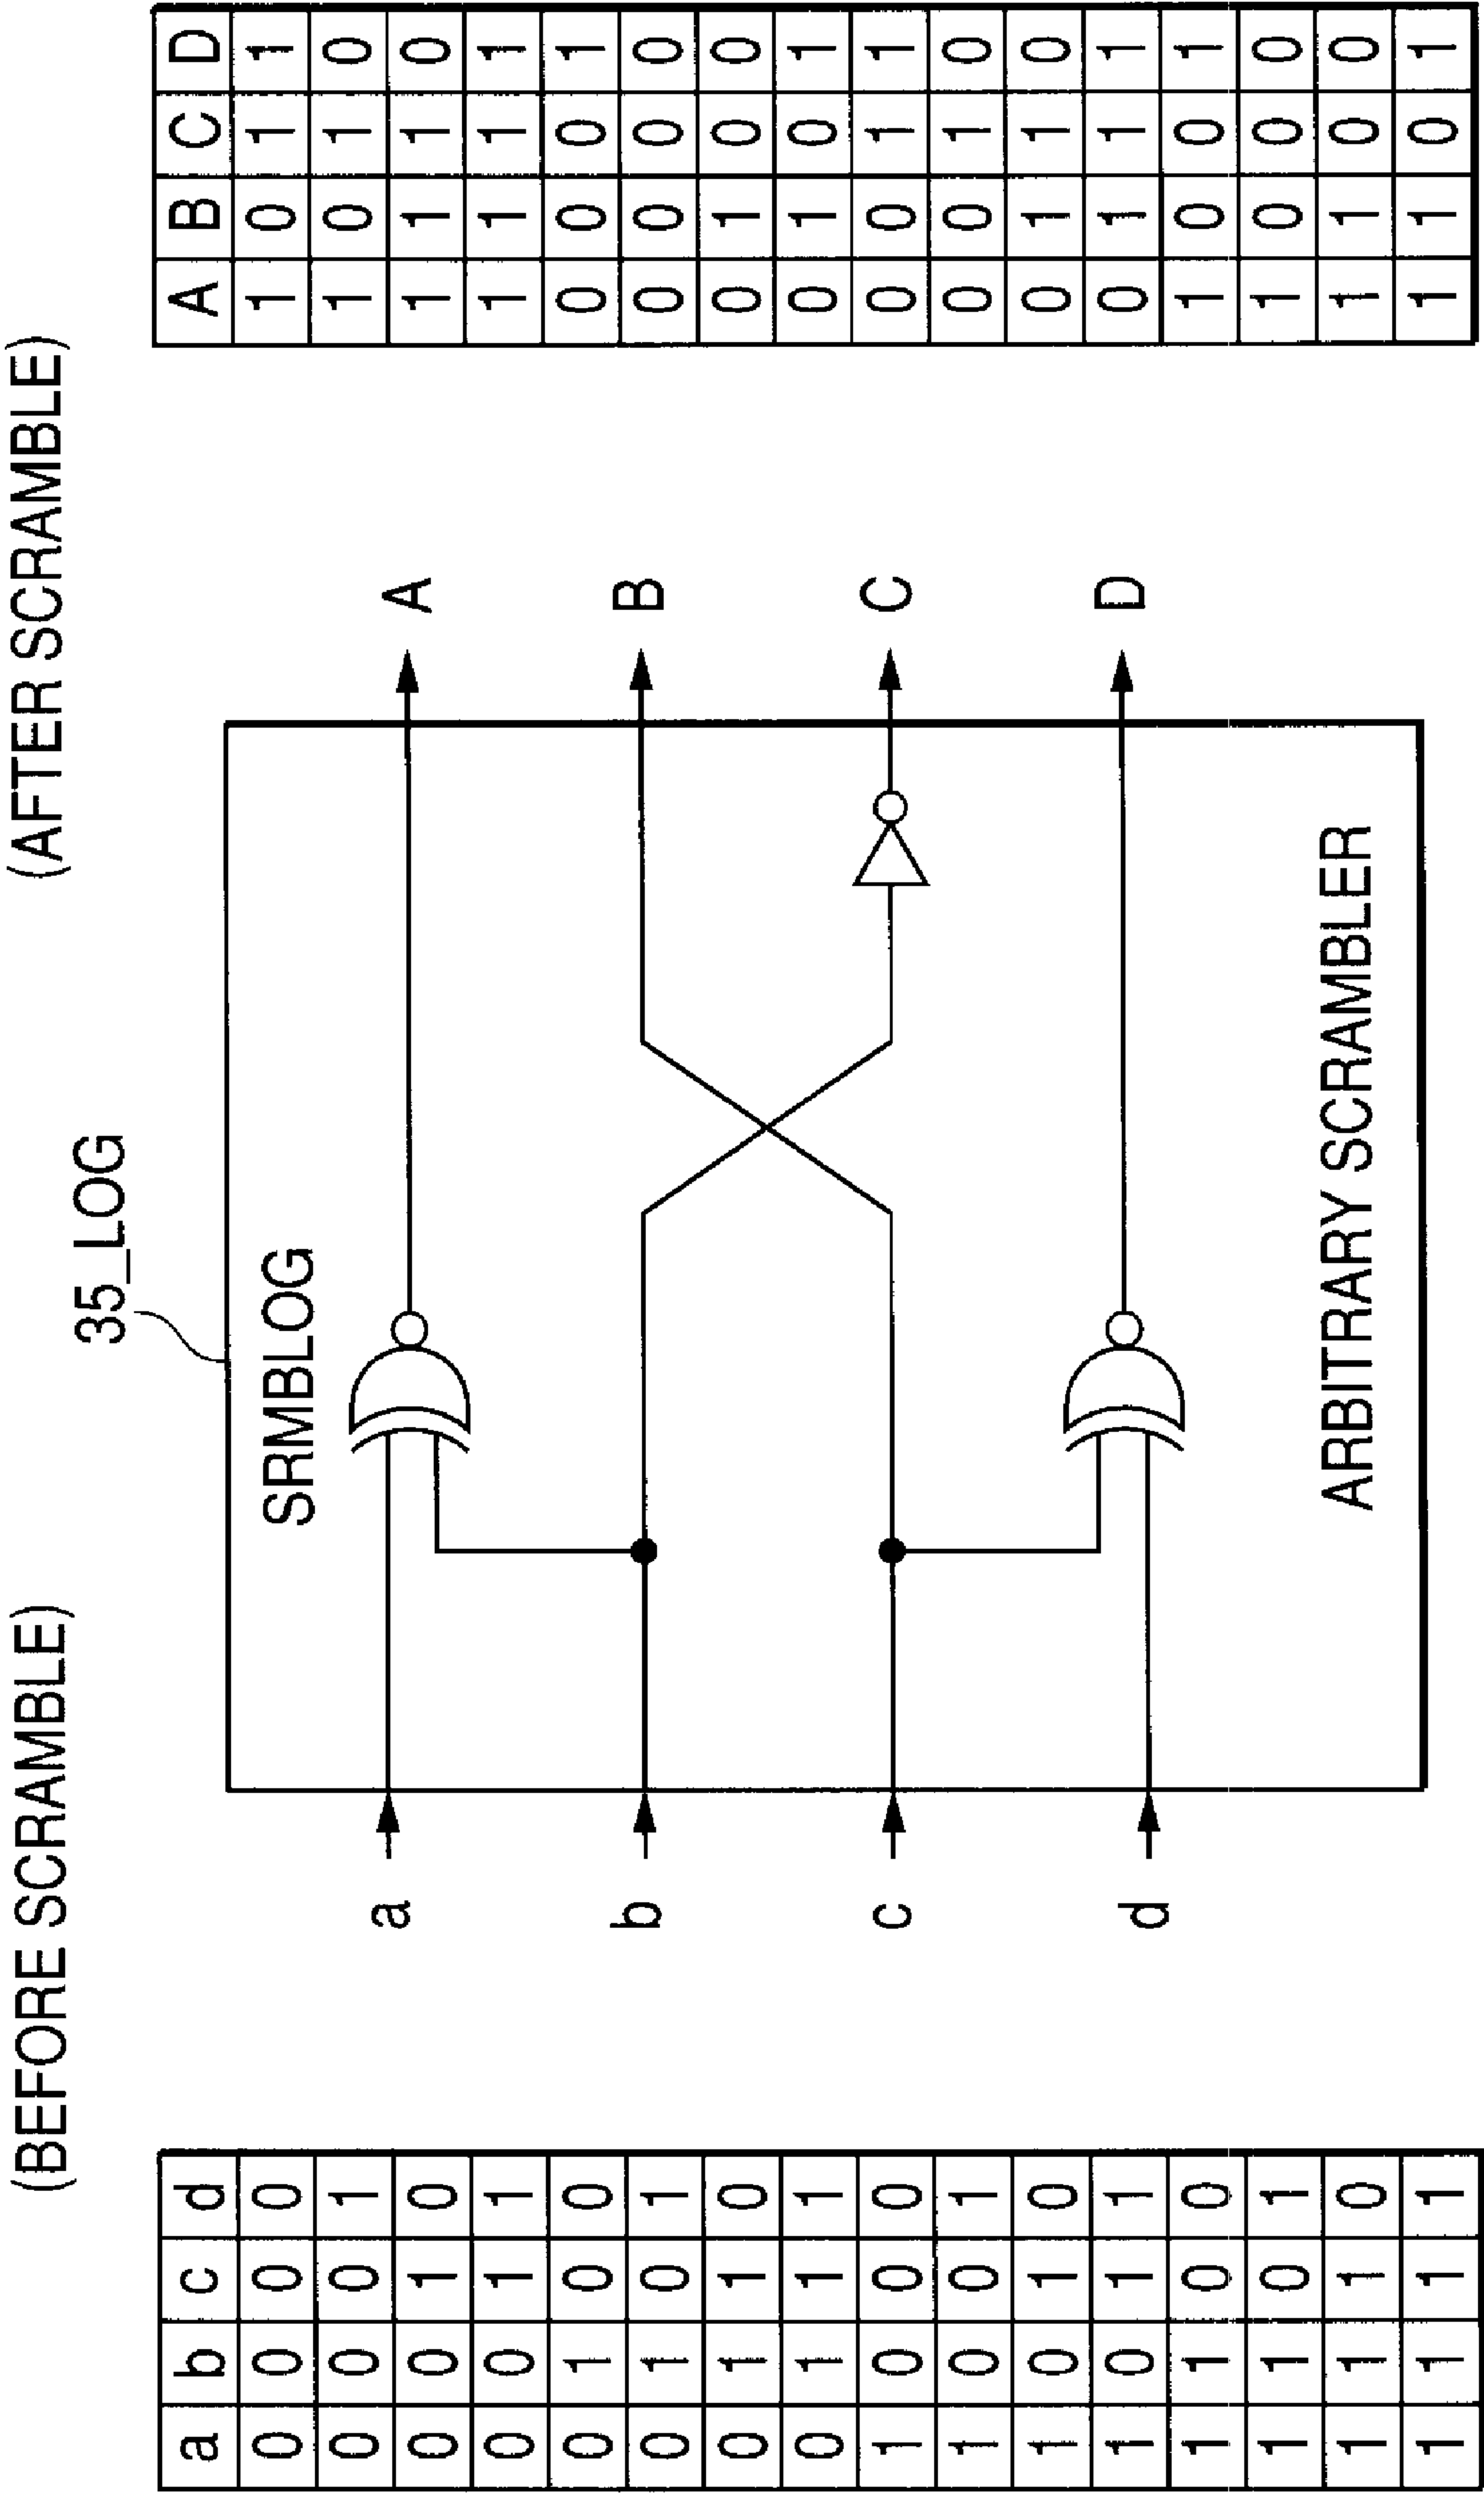 (BEFORE SCRAMBLE)
(AFTER SCRAMBLE)
35_LOG
a b c d
0 0 0 0
0 0 0 1
0 0 1 0
0 0 1 1
0 1 0 0
0 1 0 1
0 1 1 0
0 1 1 1
1 0 0 0
1 0 0 1
1 0 1 0
1 0 1 1
1 1 0 0
1 1 0 1
1 1 1 0
1 1 1 1
SRMBLOG
a
b
c
d
A
B
C
D
ARBITRARY SCRAMBLER
A B C D
1 0 1 1
1 0 1 0
1 1 1 0
1 1 1 1
0 0 0 1
0 0 0 0
0 1 0 0
0 1 0 1
0 0 1 1
0 0 1 0
0 1 1 0
0 1 1 1
1 0 0 1
1 0 0 0
1 1 0 0
1 1 0 1